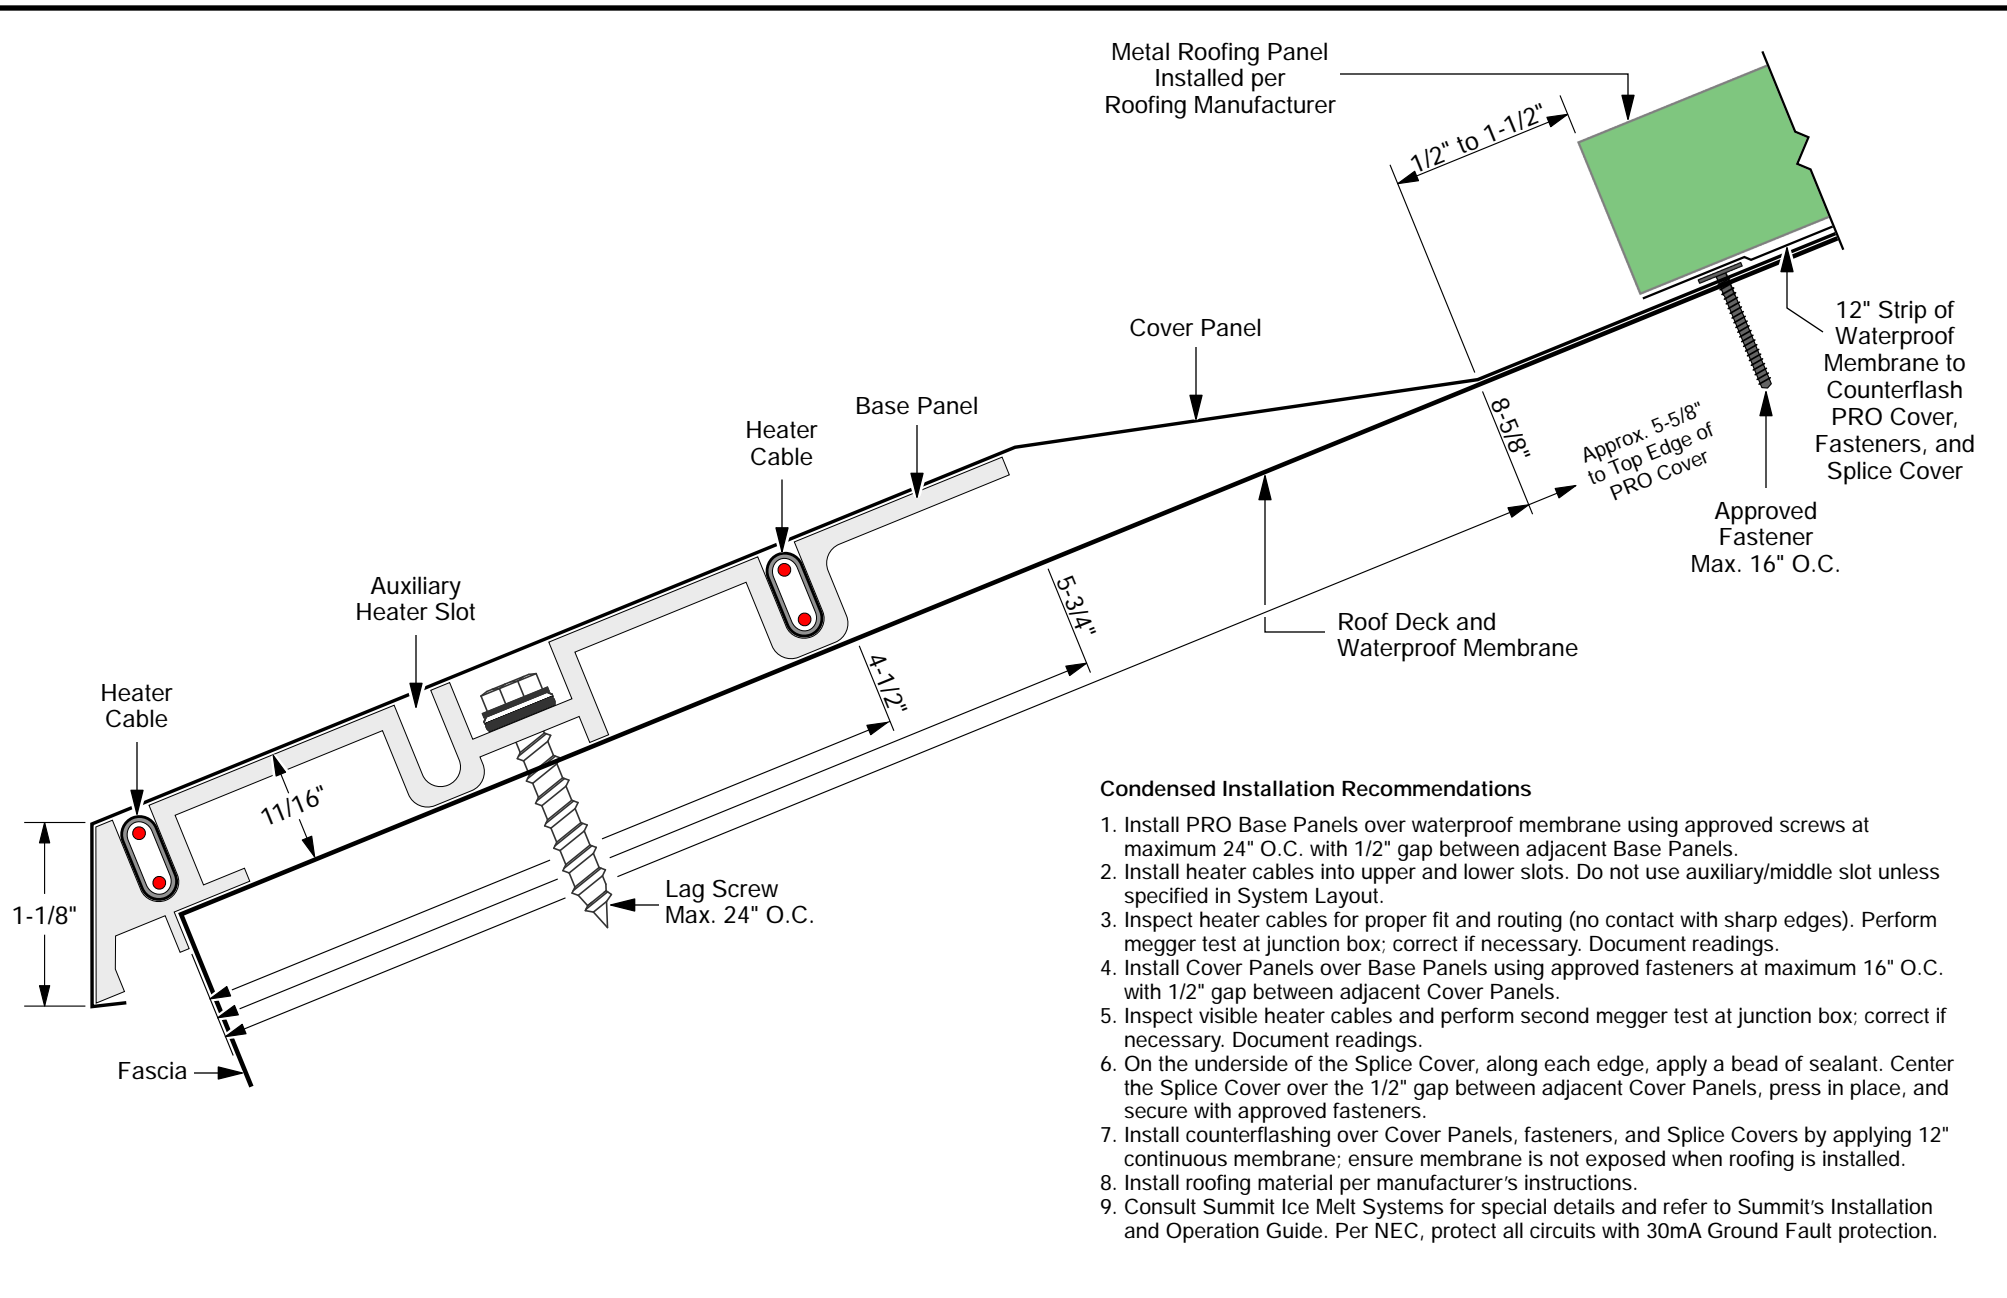 Metal Roofing Panel
Installed per
Roofing Manufacturer
1/2" to 1-1/2"
12" Strip of
Waterproof
Membrane to
Counterflash
PRO Cover,
Fasteners, and
Splice Cover
Cover Panel
Base Panel
Heater
Cable
8-5/8"
Approx. 5-5/8"
to Top Edge of
PRO Cover
Approved
Fastener
Max. 16" O.C.
Auxiliary
Heater Slot
5-3/4"
Roof Deck and
Waterproof Membrane
4-1/2"
Heater
Cable
11/16"
1-1/8"
Lag Screw
Max. 24" O.C.
Fascia
Condensed Installation Recommendations
1. Install PRO Base Panels over waterproof membrane using approved screws at
maximum 24" O.C. with 1/2" gap between adjacent Base Panels.
2. Install heater cables into upper and lower slots. Do not use auxiliary/middle slot unless
specified in System Layout.
3. Inspect heater cables for proper fit and routing (no contact with sharp edges). Perform
megger test at junction box; correct if necessary. Document readings.
4. Install Cover Panels over Base Panels using approved fasteners at maximum 16" O.C.
with 1/2" gap between adjacent Cover Panels.
5. Inspect visible heater cables and perform second megger test at junction box; correct if
necessary. Document readings.
6. On the underside of the Splice Cover, along each edge, apply a bead of sealant. Center
the Splice Cover over the 1/2" gap between adjacent Cover Panels, press in place, and
secure with approved fasteners.
7. Install counterflashing over Cover Panels, fasteners, and Splice Covers by applying 12"
continuous membrane; ensure membrane is not exposed when roofing is installed.
8. Install roofing material per manufacturer's instructions.
9. Consult Summit Ice Melt Systems for special details and refer to Summit's Installation
and Operation Guide. Per NEC, protect all circuits with 30mA Ground Fault protection.